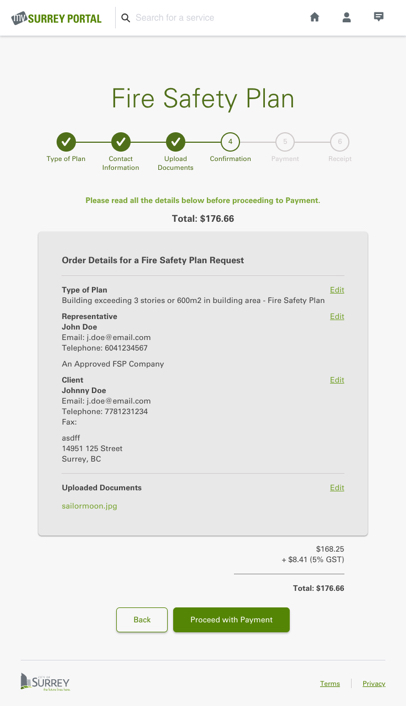 my SURREY PORTAL
Search for a service
Fire Safety Plan
4
5
6
Type of Plan
Contact Information
Upload Documents
Confirmation
Payment
Receipt
Please read all the details below before proceeding to Payment.
Total: $176.66
Order Details for a Fire Safety Plan Request
Type of Plan
Edit
Building exceeding 3 stories or 600m2 in building area - Fire Safety Plan
Representative
Edit
John Doe
Email: j.doe@email.com
Telephone: 6041234567
An Approved FSP Company
Client
Edit
Johnny Doe
Email: j.doe@email.com
Telephone: 7781231234
Fax:
asdff
14951 125 Street
Surrey, BC
Uploaded Documents
Edit
sailormoon.jpg
$168.25
+ $8.41 (5% GST)
Total: $176.66
Back
Proceed with Payment
SURREY
Terms
Privacy